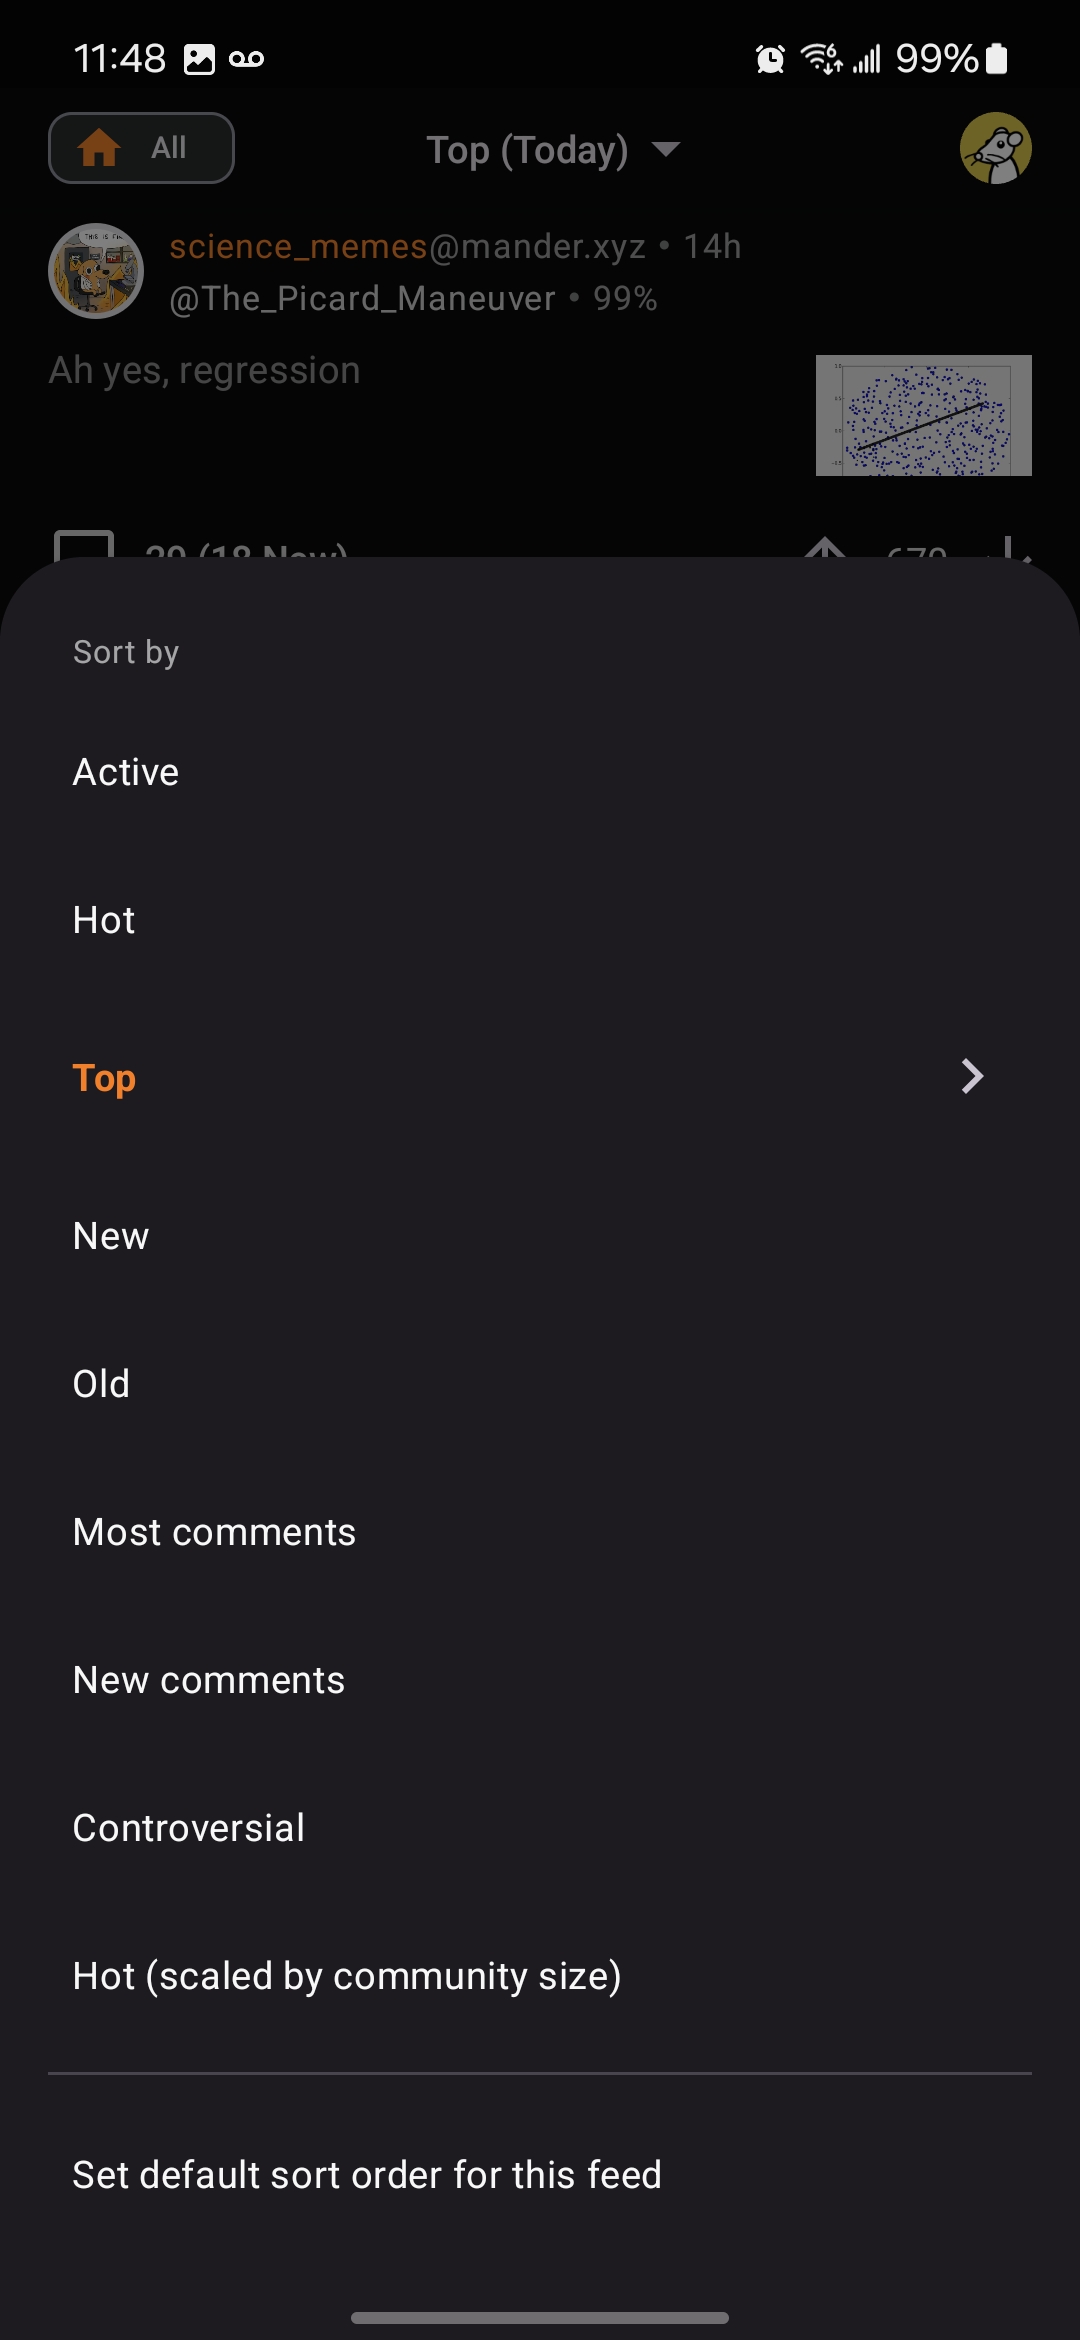 11:48
99%
All
Top (Today)
science_memes@mander.xyz • 14h
@The_Picard_Maneuver • 99%
Ah yes, regression
Sort by
Active
Hot
Top
New
Old
Most comments
New comments
Controversial
Hot (scaled by community size)
Set default sort order for this feed